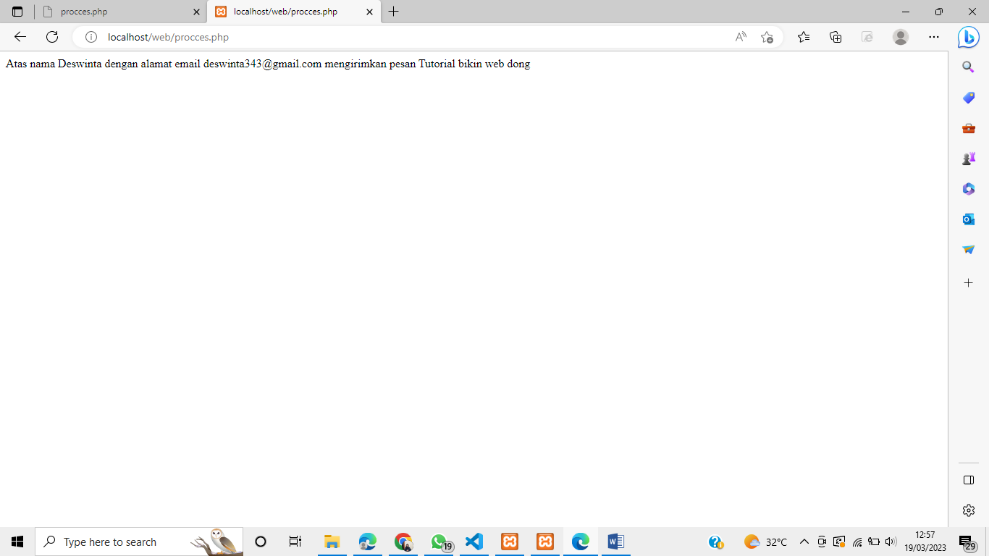 procces.php
localhost/web/procces.php
localhost/web/procces.php
Atas nama Deswinta dengan alamat email deswinta343@gmail.com mengirimkan pesan Tutorial bikin web dong
Type here to search
19
32°C
12:57
19/03/2023
29